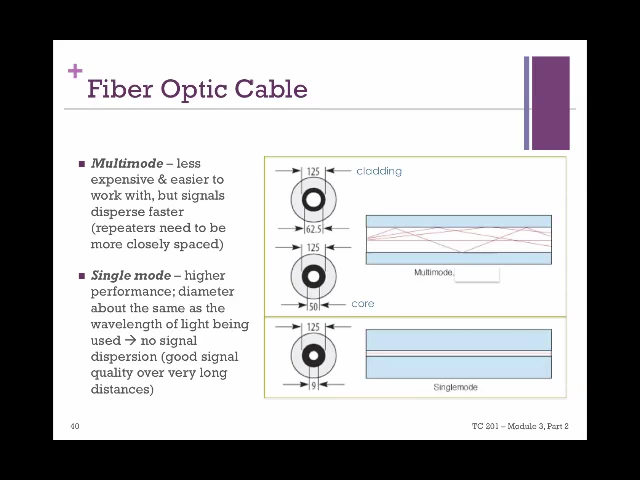 +
Fiber Optic Cable
Multimode – less
expensive & easier to
work with, but signals
disperse faster
(repeaters need to be
more closely spaced)
Single mode – higher
performance; diameter
about the same as the
wavelength of light being
used → no signal
dispersion (good signal
quality over very long
distances)
125
cladding
62.5
125
50
core
Multimode,
125
9
Singlemode
40
TC 201 – Module 3, Part 2